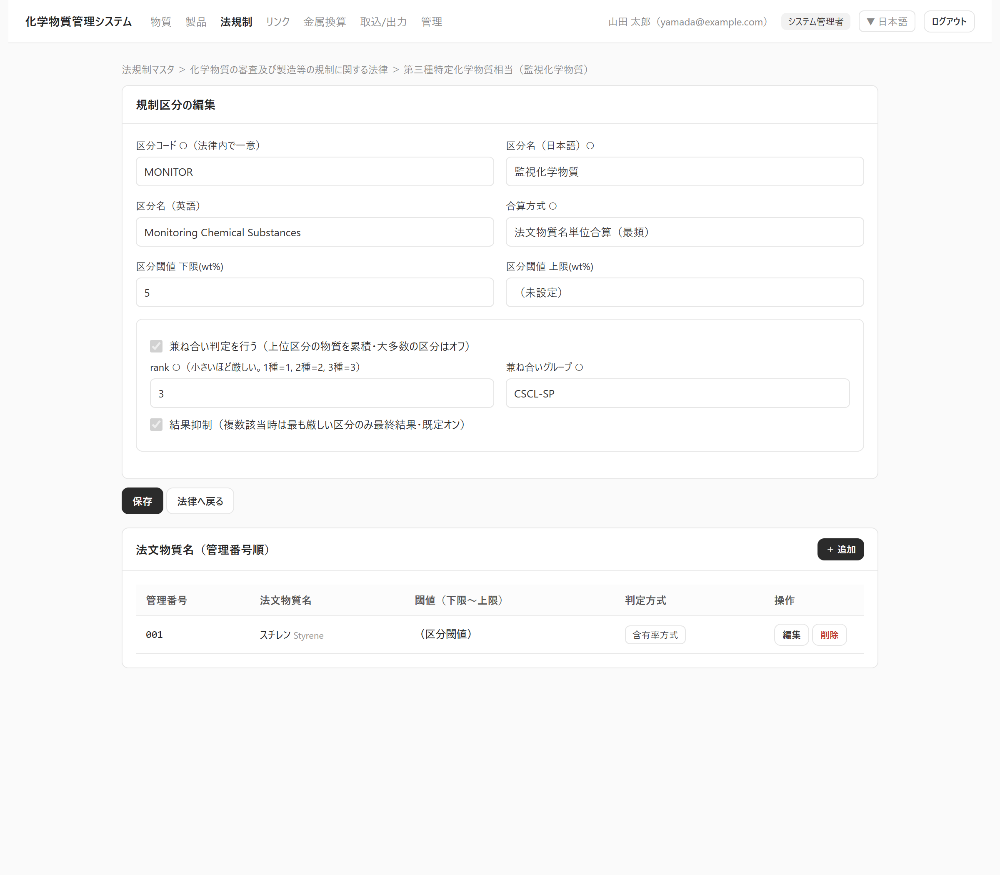 化学物質管理システム 物質 製品 法規制 リンク 金属換算 取込/出力 管理 山田 太郎（yamada@example.com） システム管理者 ▼ 日本語 ログアウト
法規制マスタ > 化学物質の審査及び製造等の規制に関する法律 > 第三種特定化学物質相当（監視化学物質）
規制区分の編集
区分コード ○（法律内で一意） 区分名（日本語）○
MONITOR 監視化学物質
区分名（英語） 合算方式 ○
Monitoring Chemical Substances 法文物質名単位合算（最頻）
区分閾値 下限(wt%) 区分閾値 上限(wt%)
5 （未設定）
兼ね合い判定を行う（上位区分の物質を累積・大多数の区分はオフ）
rank ○（小さいほど厳しい。1種=1, 2種=2, 3種=3） 兼ね合いグループ ○
3 CSCL-SP
結果抑制（複数該当時は最も厳しい区分のみ最終結果・既定オン）
保存 法律へ戻る
法文物質名（管理番号順） ＋ 追加
管理番号 法文物質名 閾値（下限～上限） 判定方式 操作
001 スチレン Styrene （区分閾値） 含有率方式 編集 削除